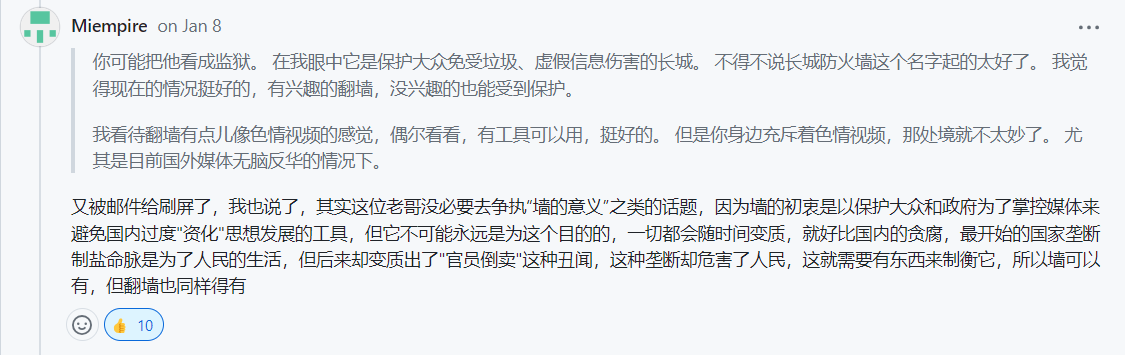 Miempire on Jan 8
你可能把他看成监狱。 在我眼中它是保护大众免受垃圾、虚假信息伤害的长城。 不得不说长城防火墙这个名字起的太好了。 我觉
得现在的情况挺好的，有兴趣的翻墙，没兴趣的也能受到保护。
我看待翻墙有点儿像色情视频的感觉，偶尔看看，有工具可以用，挺好的。 但是你身边充斥着色情视频，那处境就不太妙了。 尤
其是目前国外媒体无脑反华的情况下。
又被邮件给刷屏了，我也说了，其实这位老哥没必要去争执“墙的意义”之类的话题，因为墙的初衷是以保护大众和政府为了掌控媒体来
避免国内过度"资化"思想发展的工具，但它不可能永远是为这个目的的，一切都会随时间变质，就好比国内的贪腐，最开始的国家垄断
制盐命脉是为了人民的生活，但后来却变质出了"官员倒卖"这种丑闻，这种垄断却危害了人民，这就需要有东西来制衡它，所以墙可以
有，但翻墙也同样得有
👍 10